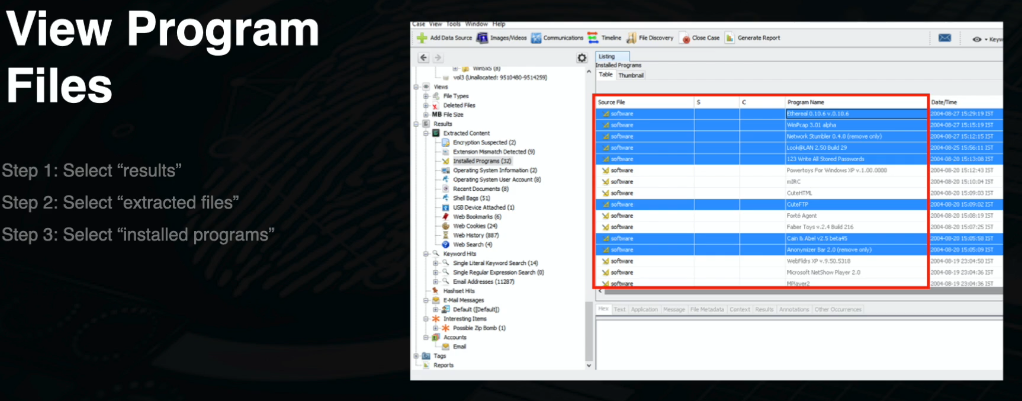 View Program
Files
Step 1: Select “results”
Step 2: Select “extracted files”
Step 3: Select “installed programs”
Case View Tools Window Help
Add Data Source Images/Videos Communications Timeline File Discovery Close Case Generate Report
vol3 (Unallocated: 9510480-9514259)
Views
File Types
Deleted Files
MB File Size
Results
Extracted Content
Encryption Suspected (2)
Extension Mismatch Detected (9)
Installed Programs (32)
Operating System Information (2)
Operating System User Account (8)
Recent Documents (8)
Shell Bags (31)
USB Device Attached (1)
Web Bookmarks (6)
Web Cookies (24)
Web History (887)
Web Search (4)
Keyword Hits
Single Literal Keyword Search (14)
Single Regular Expression Search (0)
Email Addresses (11287)
Hashset Hits
E-Mail Messages
Default ([Default])
Interesting Items
Possible Zip Bomb (1)
Accounts
Email
Tags
Reports
Listing
Installed Programs
Table Thumbnail
Source File S C Program Name Date/Time
software Ethereal 0.10.6 v.0.10.6 2004-08-27 15:29:19 IST
software WinPcap 3.01 alpha 2004-08-27 15:15:19 IST
software Network Stumbler 0.4.0 (remove only) 2004-08-27 15:12:15 IST
software Look@LAN 2.50 Build 29 2004-08-25 15:56:11 IST
software 123 Write All Stored Passwords 2004-08-20 15:13:08 IST
software Powertoys For Windows XP v.1.00.0000 2004-08-20 15:12:43 IST
software mIRC 2004-08-20 15:10:04 IST
software CuteHTML 2004-08-20 15:09:03 IST
software CuteFTP 2004-08-20 15:09:02 IST
software Forté Agent 2004-08-20 15:08:19 IST
software Faber Toys v.2.4 Build 216 2004-08-20 15:07:25 IST
software Cain & Abel v2.5 beta45 2004-08-20 15:05:58 IST
software Anonymizer Bar 2.0 (remove only) 2004-08-20 15:05:09 IST
software WebFldrs XP v.9.50.5318 2004-08-19 23:04:50 IST
software Microsoft NetShow Player 2.0 2004-08-19 23:04:36 IST
software MPlayer2 2004-08-19 23:04:36 IST
Hex Text Application Message File Metadata Context Results Annotations Other Occurrences